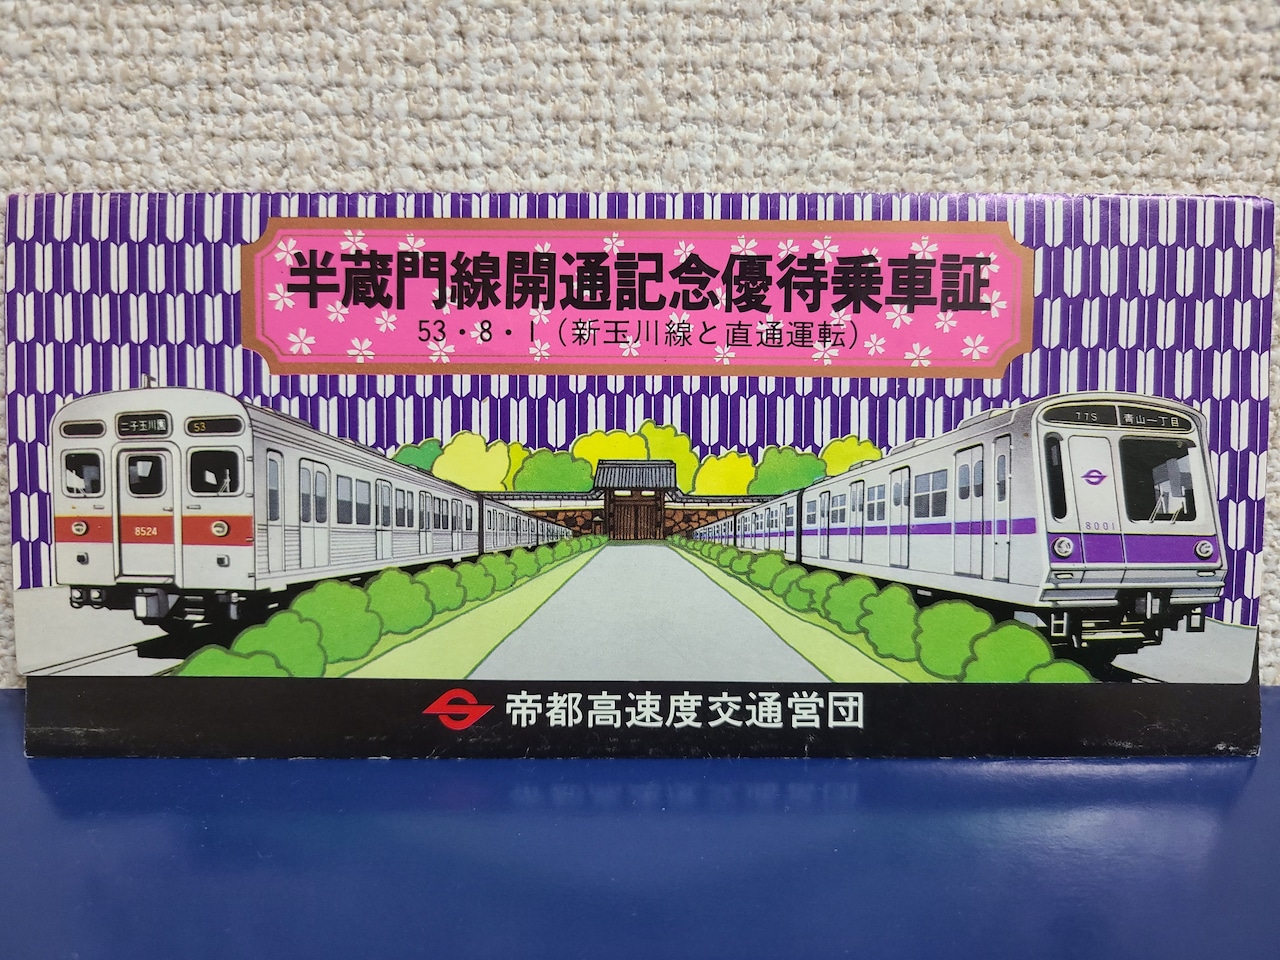 半蔵門線開通記念優待乗車証
53・8・1(新玉川線と直通運転)
二子玉川園
53
8524
77S
青山一丁目
8001
帝都高速度交通営団